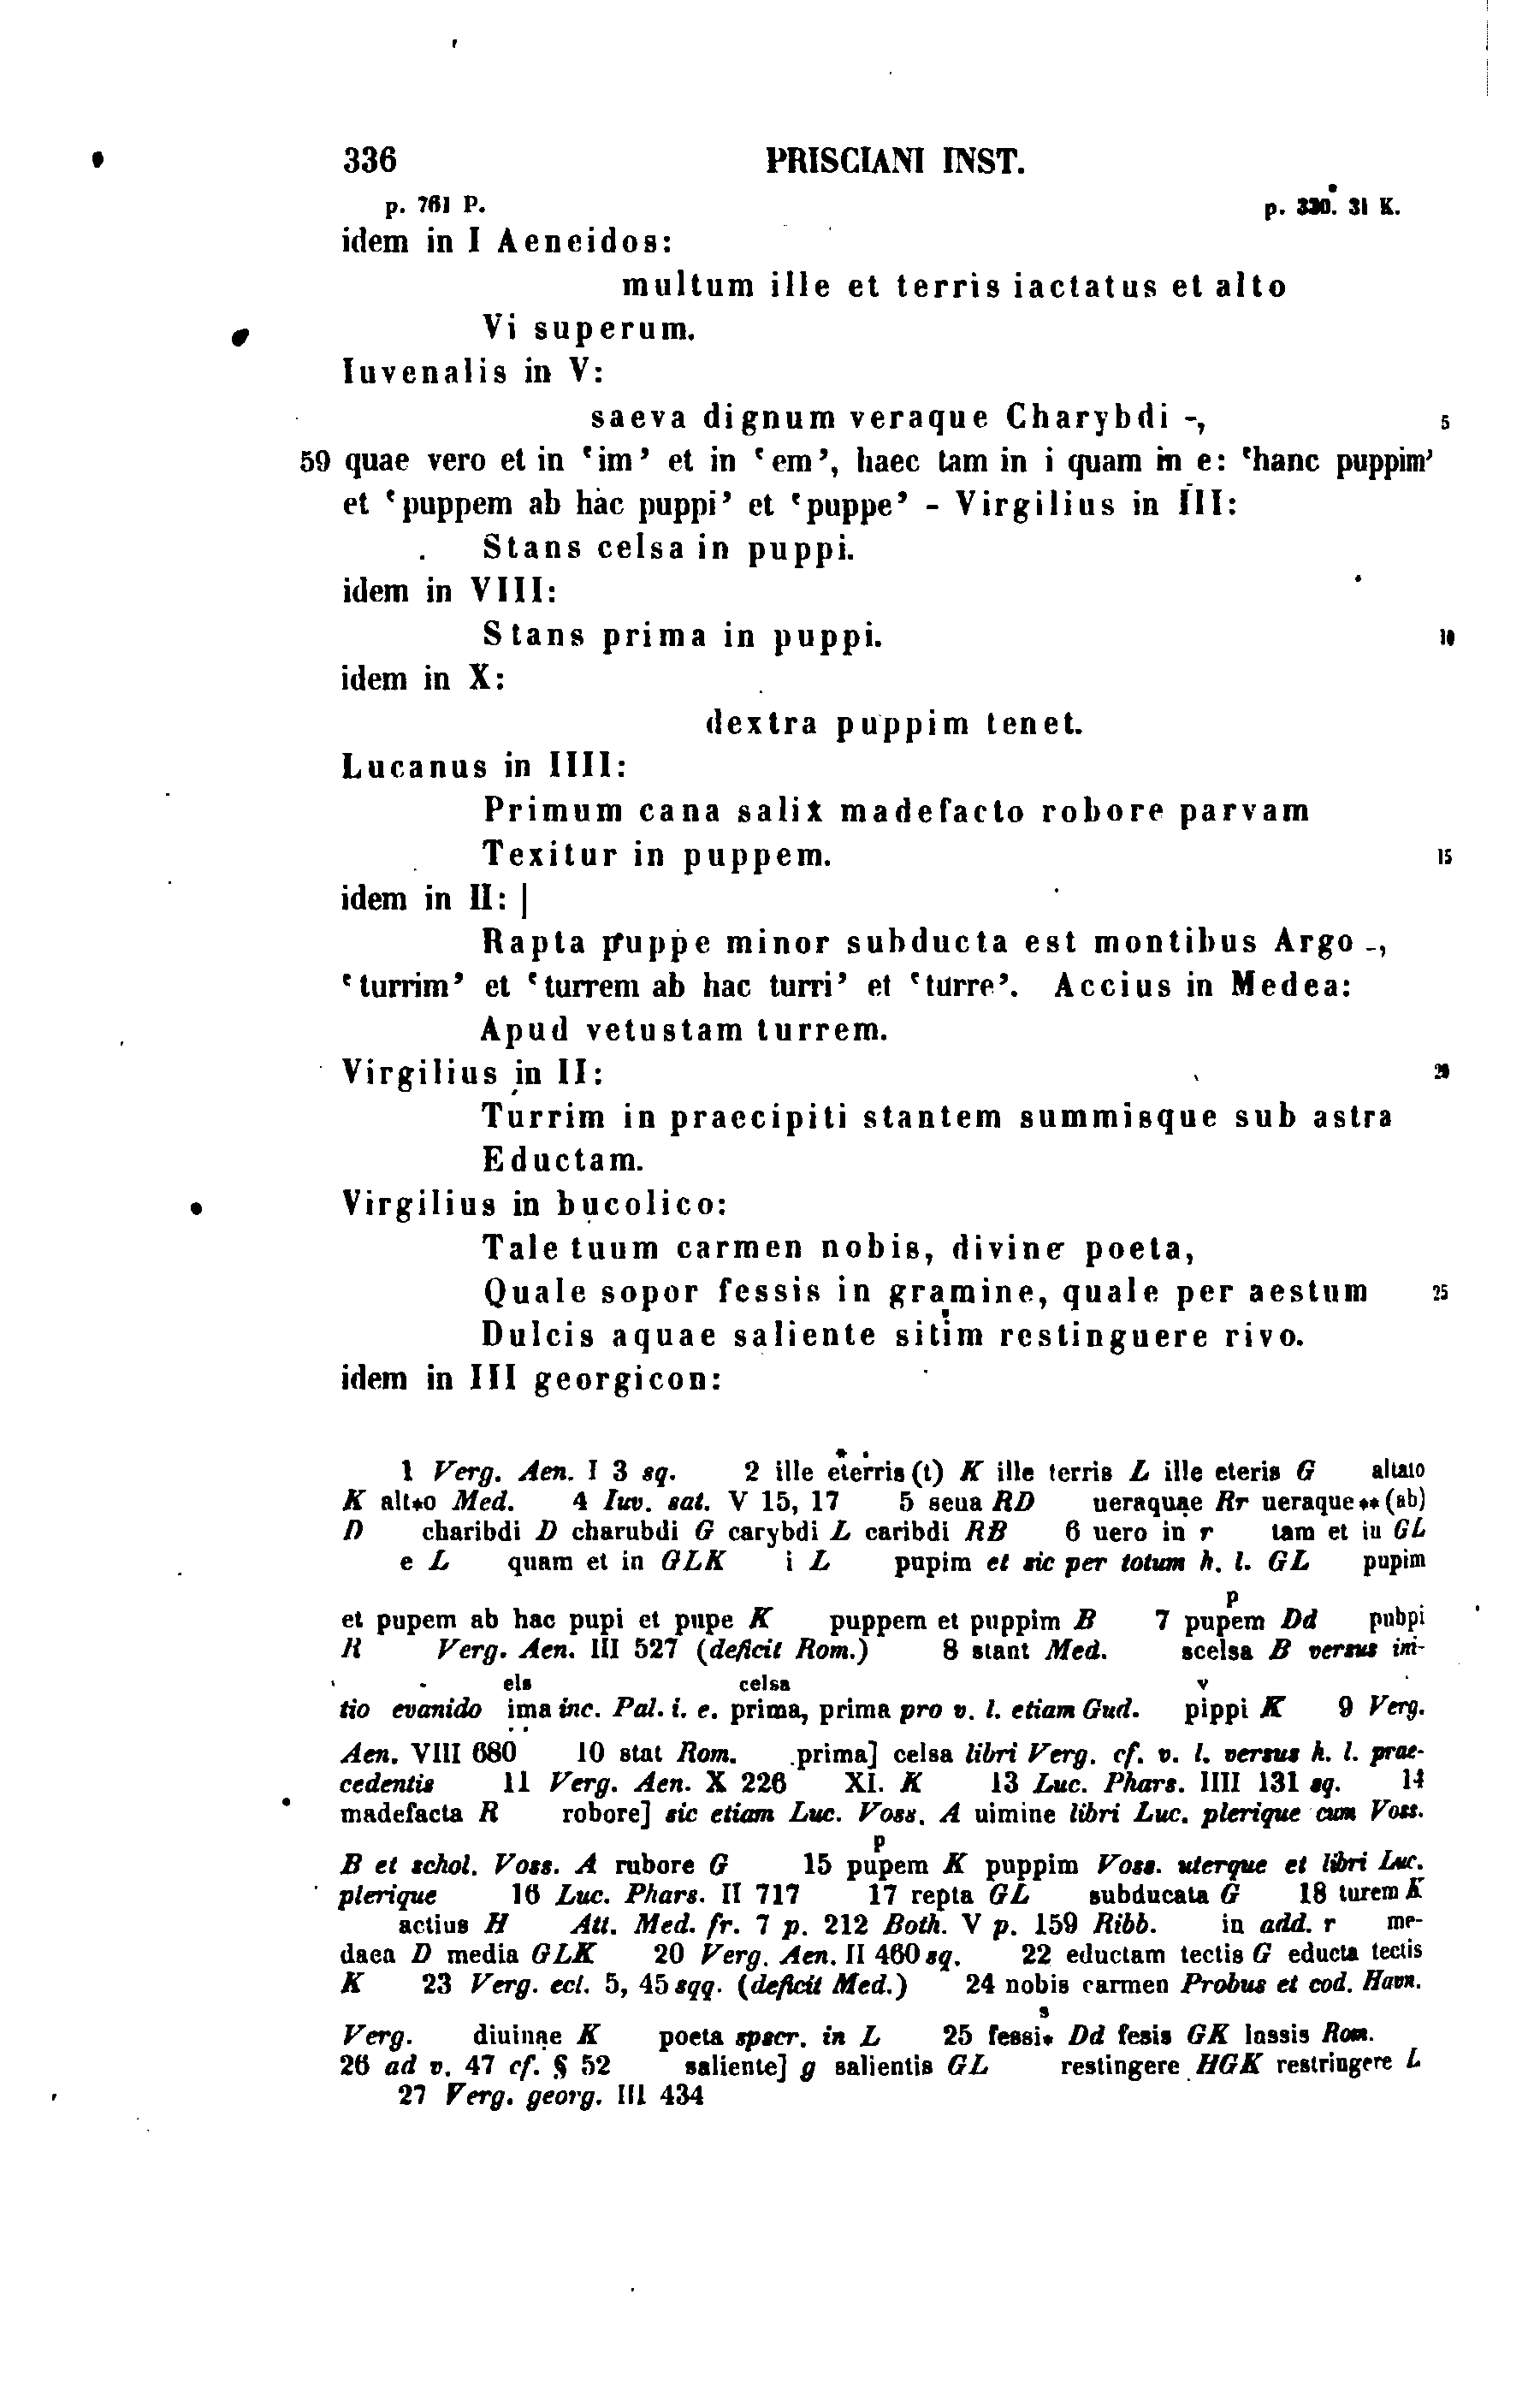 336 PRISCIANI INST.
p. 761 P. p. 330. 31 K.
idem in I Aeneidos:
multum ille et terris iactatus et alto
Vi superum.
Iuvenalis in V:
saeva dignum veraque Charybdi -, 5
59 quae vero et in ‘im’ et in ‘em’, haec tam in i quam in e: ‘hanc puppim’
et ‘puppem ab hac puppi’ et ‘puppe’ - Virgilius in III:
Stans celsa in puppi.
idem in VIII:
Stans prima in puppi. 10
idem in X:
dextra puppim tenet.
Lucanus in IIII:
Primum cana salix madefacto robore parvam
Texitur in puppem. 15
idem in II: |
Rapta puppe minor subducta est montibus Argo -,
‘turrim’ et ‘turrem ab hac turri’ et ‘turre’. Accius in Medea:
Apud vetustam turrem.
Virgilius in II: 20
Turrim in praecipiti stantem summisque sub astra
Eductam.
Virgilius in bucolico:
Tale tuum carmen nobis, divine poeta,
Quale sopor fessis in gramine, quale per aestum 25
Dulcis aquae saliente sitim restinguere rivo.
idem in III georgicon:
1 Verg. Aen. I 3 sq. 2 ille eterris (t) K ille terris L ille eteris G altato
K alt*o Med. 4 Iuv. sat. V 15, 17 5 seua RD ueraquae Rr ueraque** (ab)
D charibdi D charubdi G carybdi L caribdi RB 6 uero in r tam et in GL
e L quam et in GLK i L pupim et sic per totum h. l. GL pupim
et pupem ab hac pupi et pupe K puppem et puppim B 7 pupem Dd pubpi
p
R Verg. Aen. III 527 (deficit Rom.) 8 stant Med. scelsa B versus ini-
els celsa v
tio evanido ima inc. Pal. i. e. prima, prima pro v. l. etiam Gud. pippi K 9 Verg.
Aen. VIII 680 10 stat Rom. prima] celsa libri Verg. cf. v. l. versus h. l. prae-
cedentis 11 Verg. Aen. X 226 XI. K 13 Luc. Phars. IIII 131 sq. 14
madefacta R robore] sic etiam Luc. Voss. A uimine libri Luc. plerique cum Voss.
p
B et schol. Voss. A rubore G 15 pupem K puppim Voss. uterque et libri Luc.
plerique 16 Luc. Phars. II 717 17 repta GL subducata G 18 turem K
actius H Att. Med. fr. 7 p. 212 Both. V p. 159 Ribb. in add. r me-
daea D media GLK 20 Verg. Aen. II 460 sq. 22 eductam tectis G educta tectis
K 23 Verg. ecl. 5, 45 sqq. (deficit Med.) 24 nobis carmen Probus et cod. Havn.
s
Verg. diuinae K poeta spscr. in L 25 fessi* Dd fesis GK lassis Rom.
26 ad v. 47 cf. § 52 saliente] g salientis GL restingere HGK restringere L
27 Verg. georg. III 434